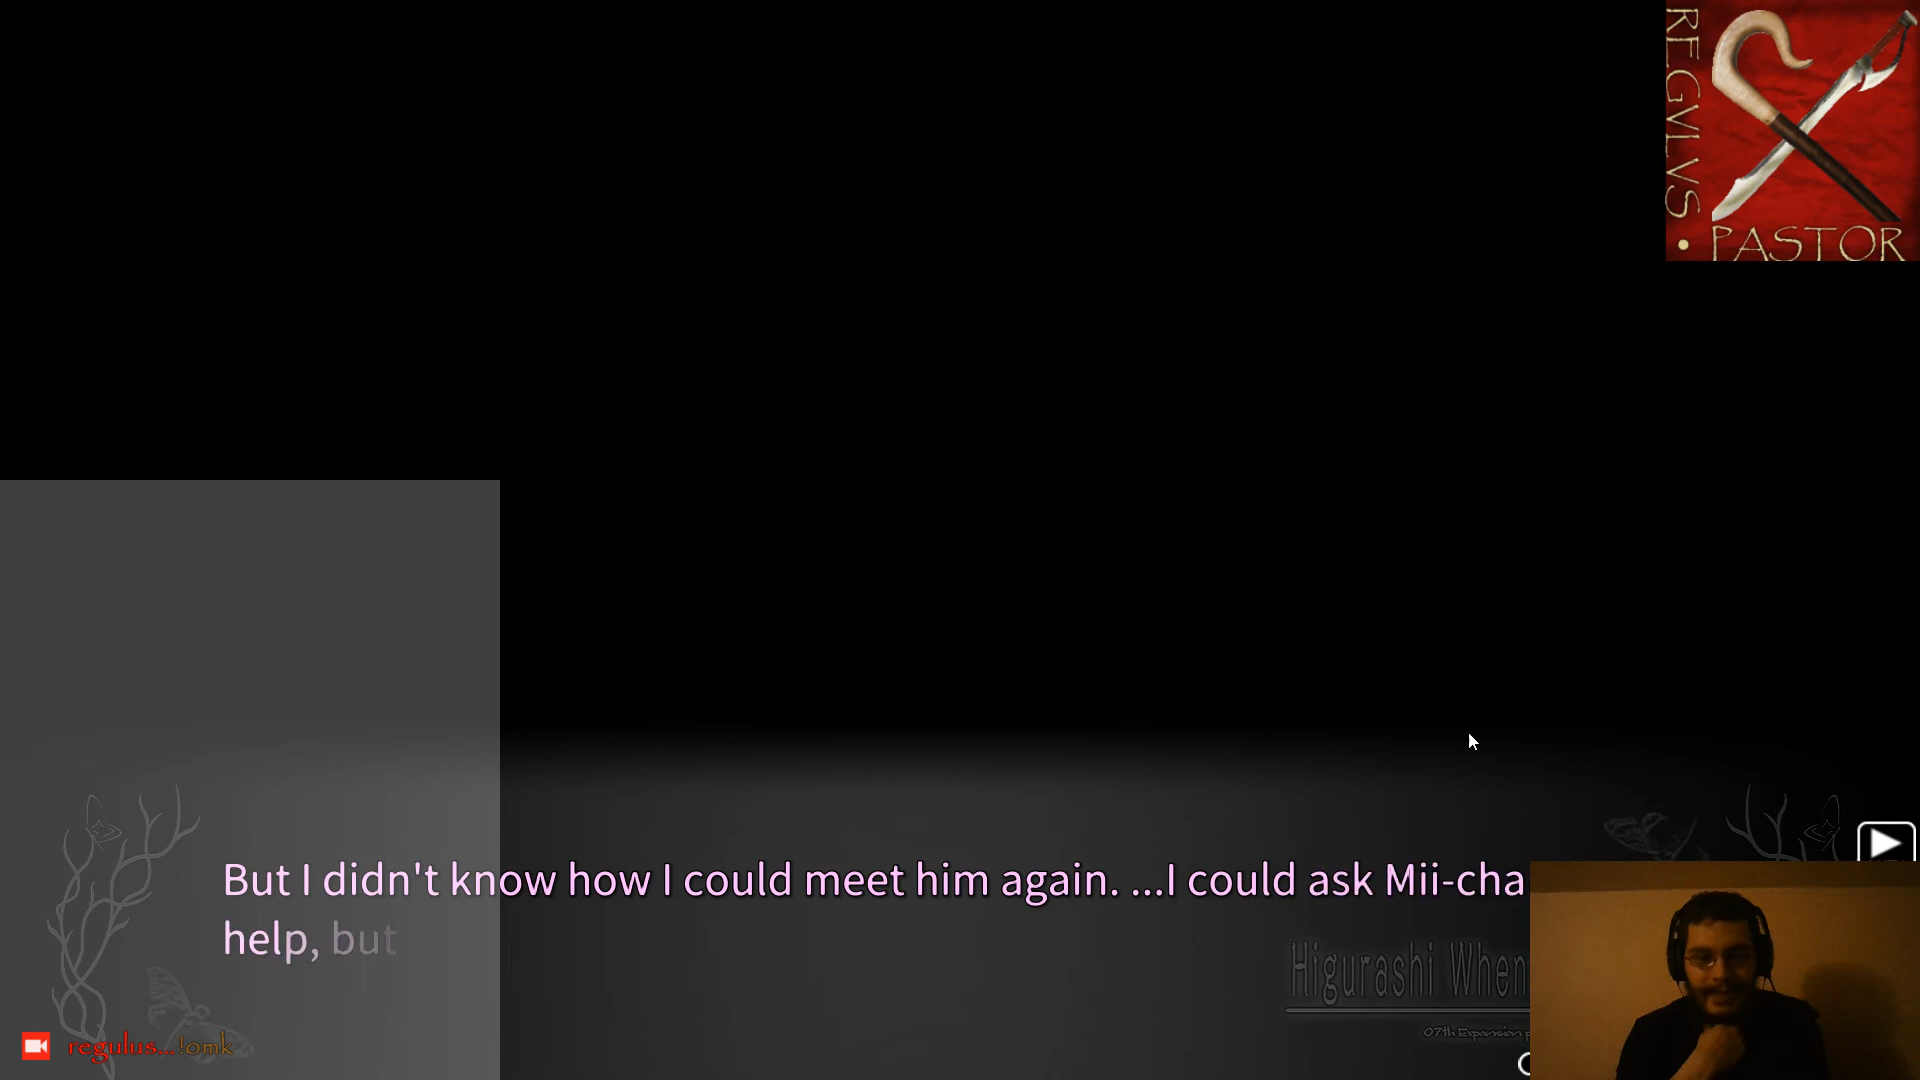 REGVLVS
• PASTOR
But I didn't know how I could meet him again. ...I could ask Mii-cha
help, but
Higurashi When
07th Expansion
regulus...!omk